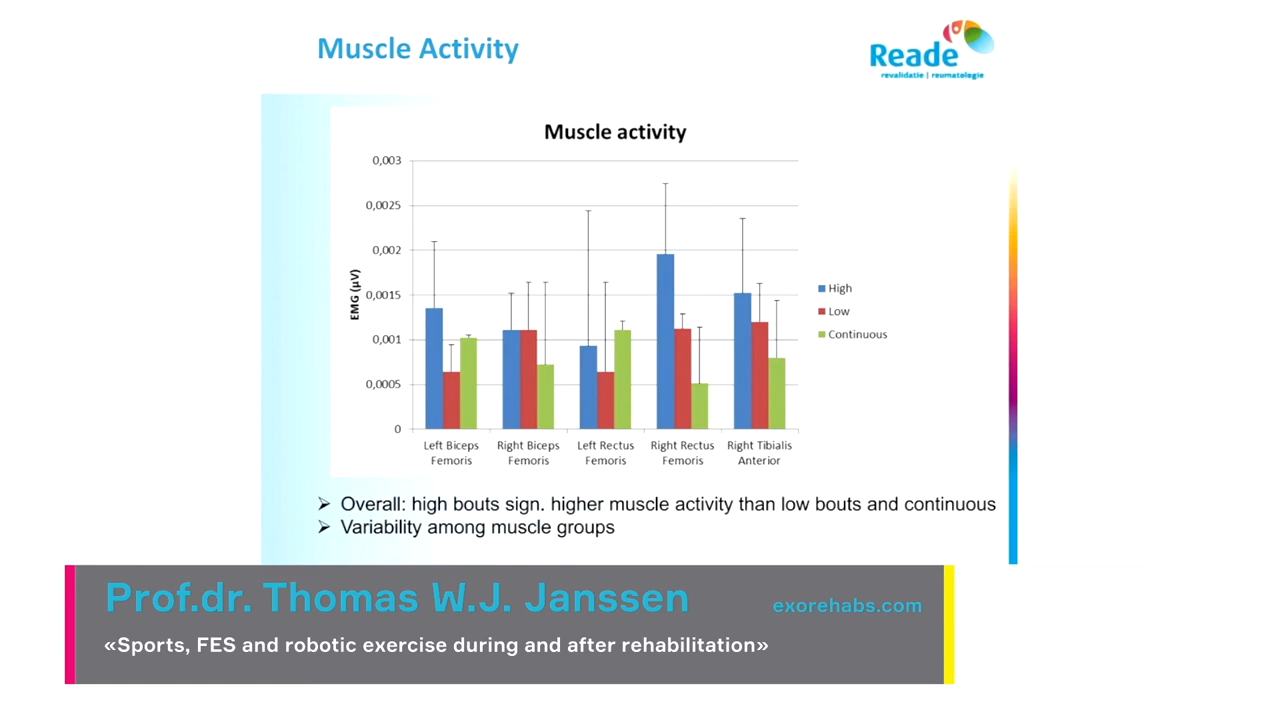 Muscle Activity
Reade
revalidatie | reumatologie
Muscle activity
0,003
0,0025
0,002
0,0015
0,001
0,0005
0
EMG (µV)
High
Low
Continuous
Left Biceps Femoris
Right Biceps Femoris
Left Rectus Femoris
Right Rectus Femoris
Right Tibialis Anterior
➢ Overall: high bouts sign. higher muscle activity than low bouts and continuous
➢ Variability among muscle groups
Prof.dr. Thomas W.J. Janssen
exorehabs.com
«Sports, FES and robotic exercise during and after rehabilitation»